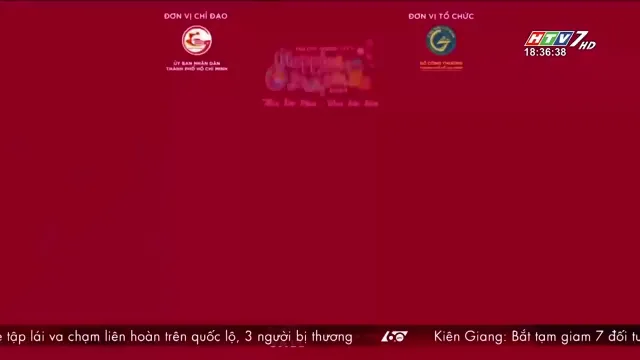 ĐƠN VỊ CHỈ ĐẠO
ỦY BAN NHÂN DÂN
THÀNH PHỐ HỒ CHÍ MINH
ĐƠN VỊ TỔ CHỨC
SỞ CÔNG THƯƠNG
HTV7 HD
18:36:38
tập lái va chạm liên hoàn trên quốc lộ, 3 người bị thương
60
Kiên Giang: Bắt tạm giam 7 đối